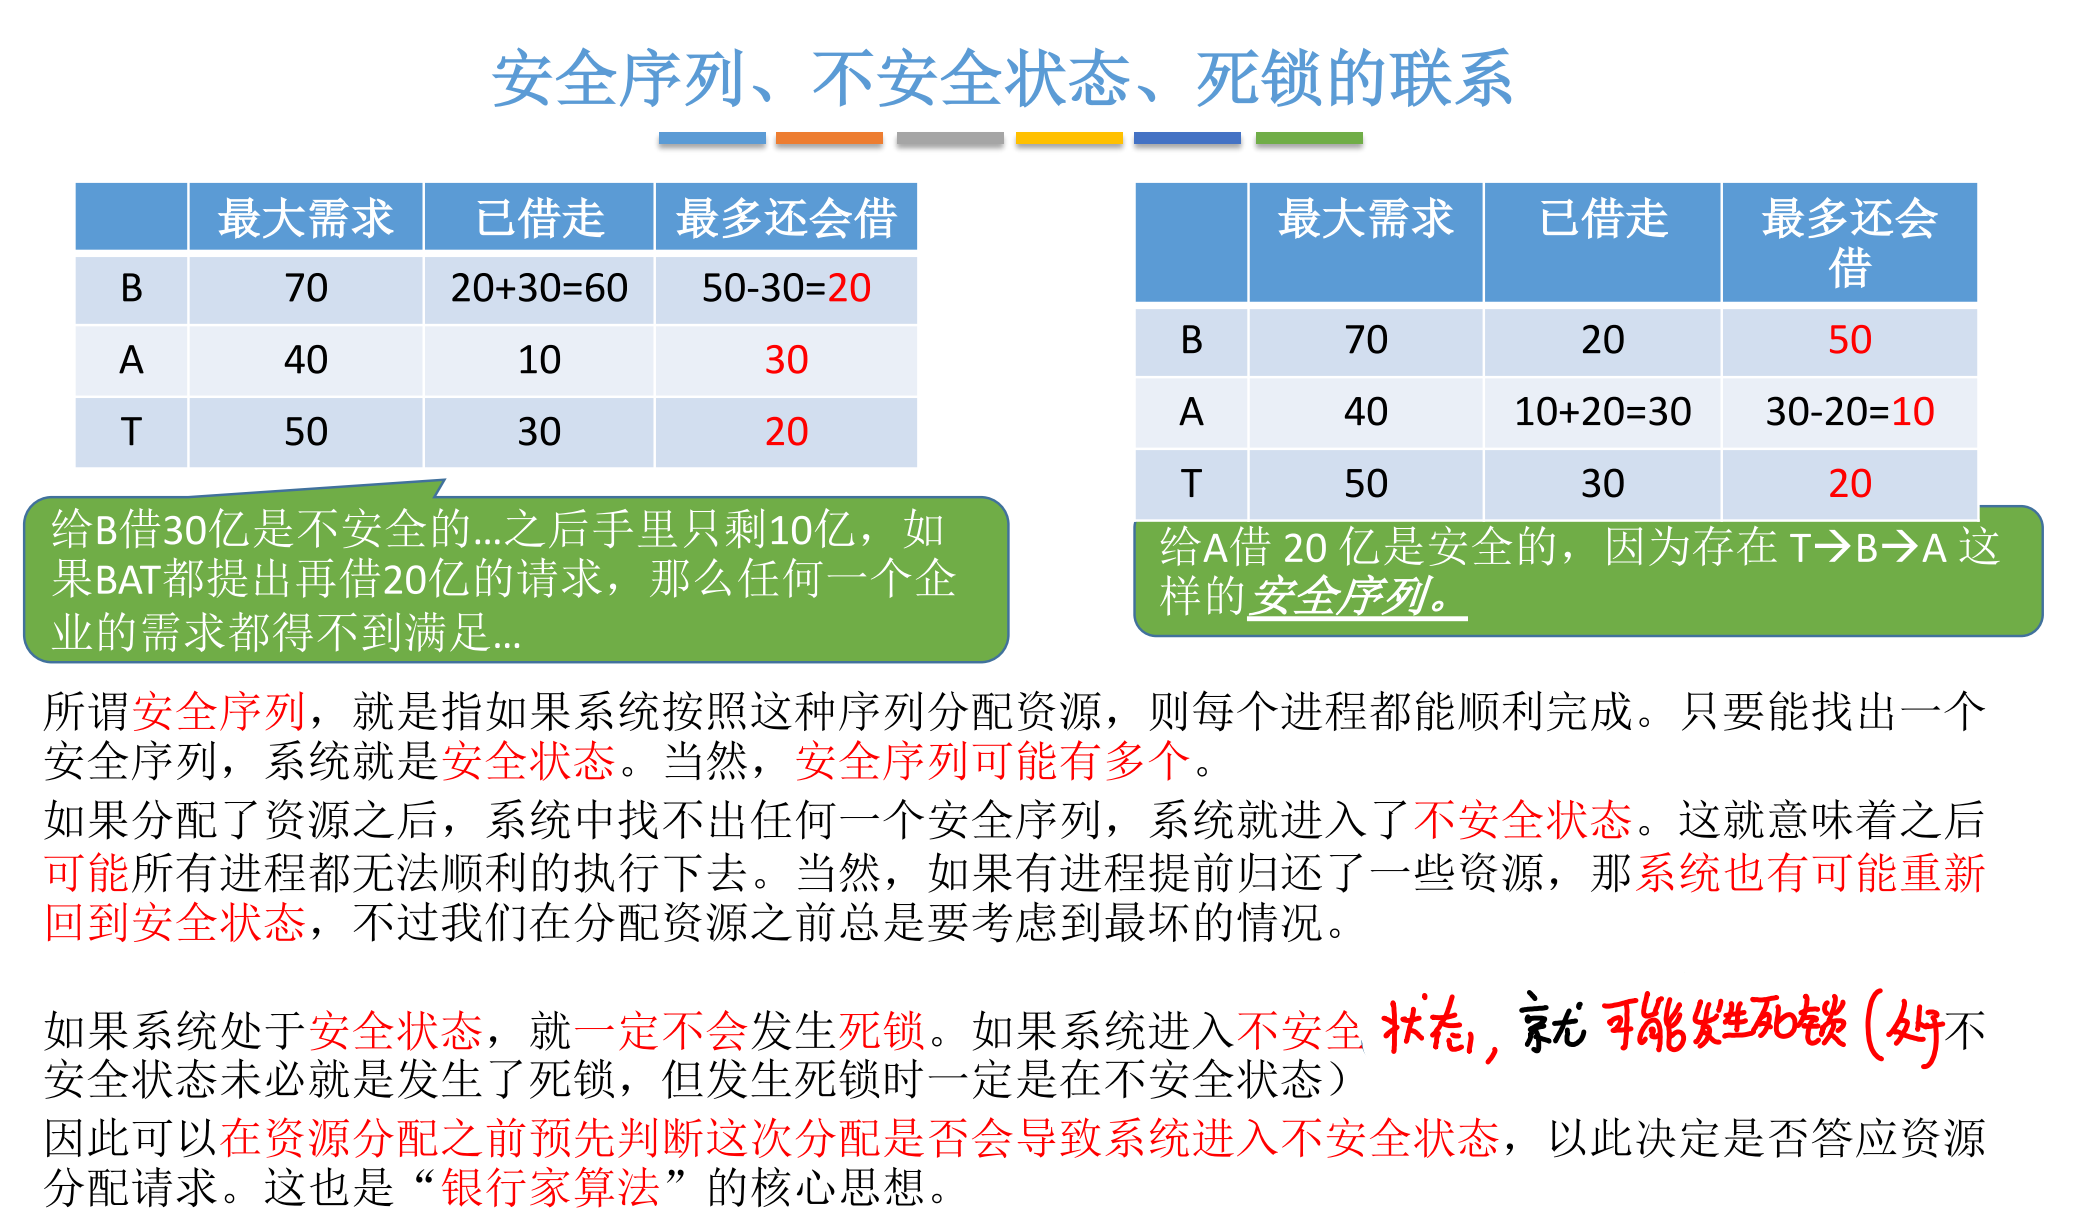 安全序列、不安全状态、死锁的联系
最大需求 已借走 最多还会借
B 70 20+30=60 50-30=20
A 40 10 30
T 50 30 20
给B借30亿是不安全的...之后手里只剩10亿，如
果BAT都提出再借20亿的请求，那么任何一个企
业的需求都得不到满足...
最大需求 已借走 最多还会
借
B 70 20 50
A 40 10+20=30 30-20=10
T 50 30 20
给A借 20 亿是安全的，因为存在 T→B→A 这
样的安全序列。
所谓安全序列，就是指如果系统按照这种序列分配资源，则每个进程都能顺利完成。只要能找出一个
安全序列，系统就是安全状态。当然，安全序列可能有多个。
如果分配了资源之后，系统中找不出任何一个安全序列，系统就进入了不安全状态。这就意味着之后
可能所有进程都无法顺利的执行下去。当然，如果有进程提前归还了一些资源，那系统也有可能重新
回到安全状态，不过我们在分配资源之前总是要考虑到最坏的情况。
如果系统处于安全状态，就一定不会发生死锁。如果系统进入不安全状态，就可能发生死锁（处于不
安全状态未必就是发生了死锁，但发生死锁时一定是在不安全状态）
因此可以在资源分配之前预先判断这次分配是否会导致系统进入不安全状态，以此决定是否答应资源
分配请求。这也是“银行家算法”的核心思想。